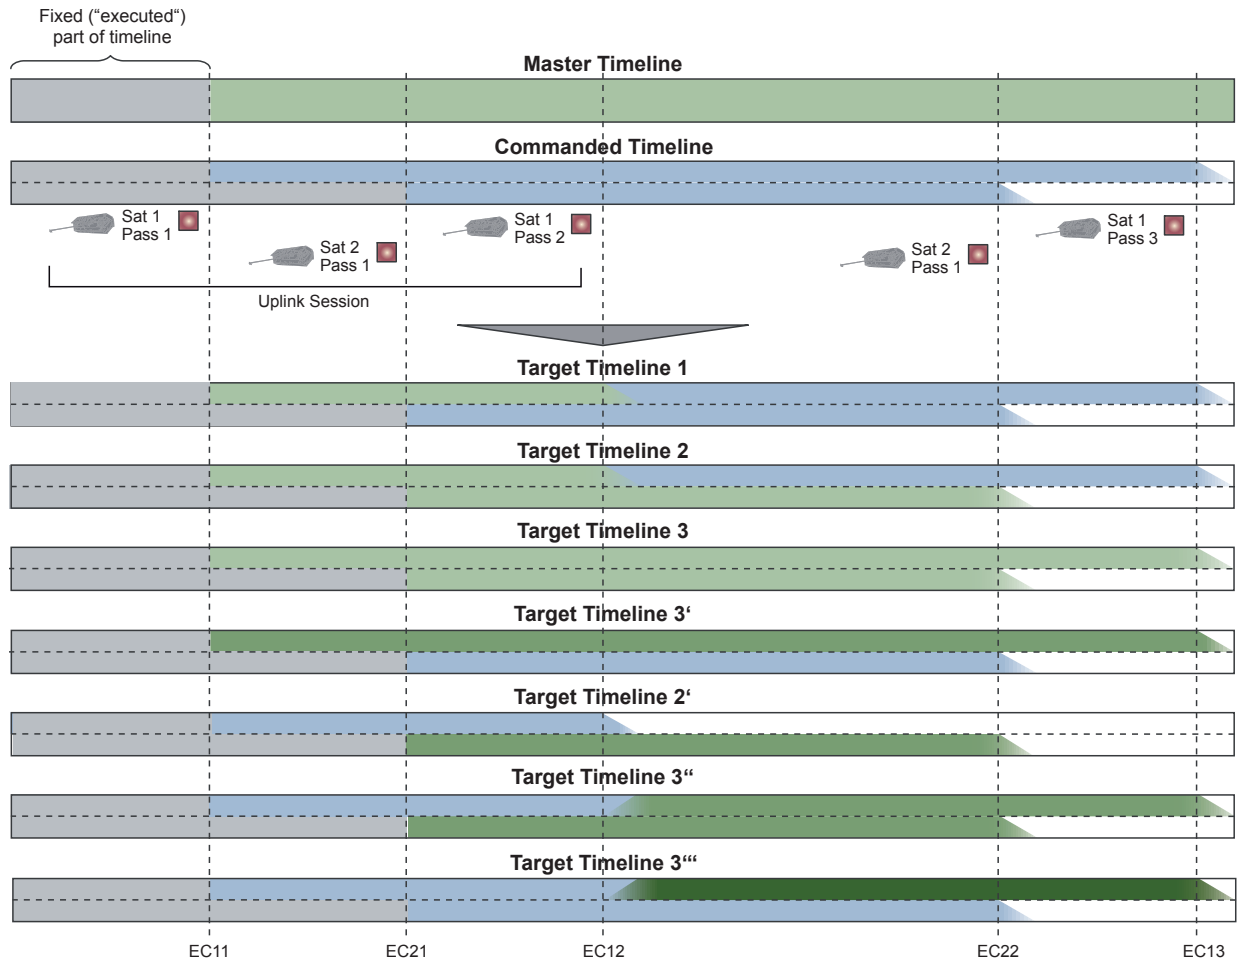 Fixed (“executed“)
part of timeline
Master Timeline
Commanded Timeline
Sat 1
Pass 1
Sat 2
Pass 1
Sat 1
Pass 2
Sat 2
Pass 1
Sat 1
Pass 3
Uplink Session
Target Timeline 1
Target Timeline 2
Target Timeline 3
Target Timeline 3‘
Target Timeline 2‘
Target Timeline 3“
Target Timeline 3“‘
EC11
EC21
EC12
EC22
EC13